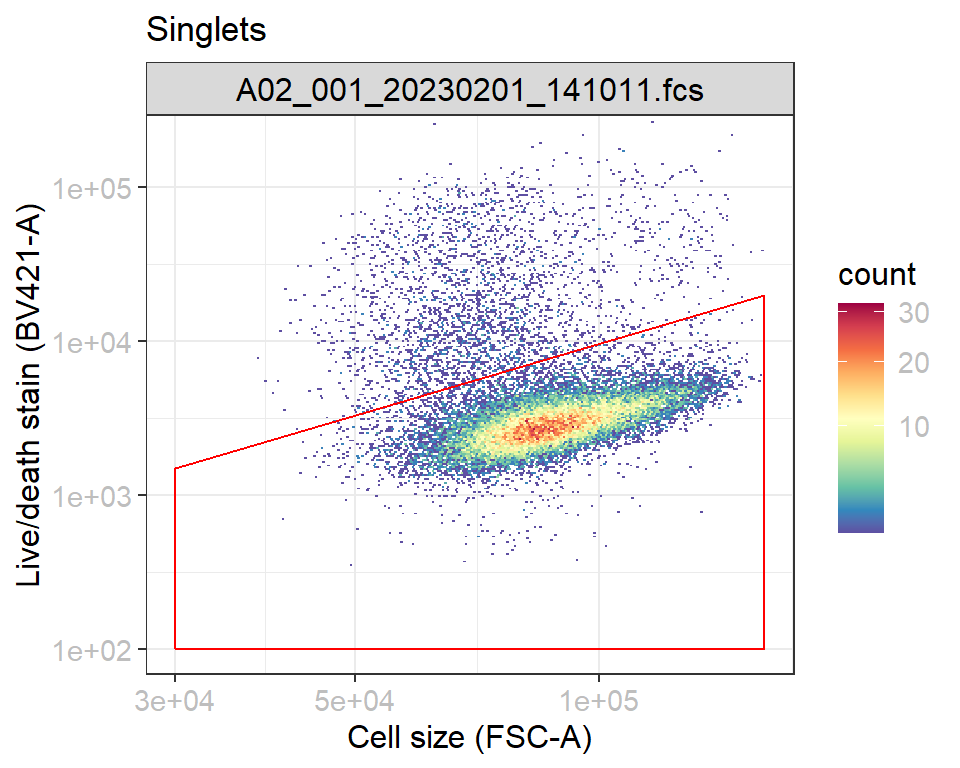 Singlets
A02_001_20230201_141011.fcs
Live/death stain (BV421-A)
1e+05
1e+04
1e+03
1e+02
3e+04
5e+04
1e+05
Cell size (FSC-A)
count
30
20
10